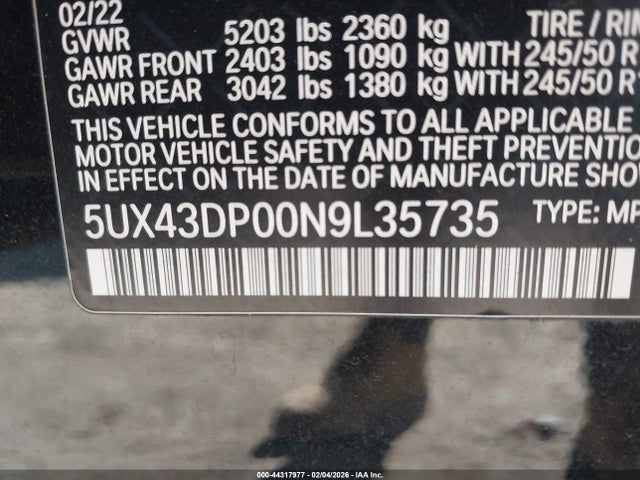 02/22
GVWR 5203 lbs 2360 kg TIRE / RI
GAWR FRONT 2403 lbs 1090 kg WITH 245/50 R
GAWR REAR 3042 lbs 1380 kg WITH 245/50 R
THIS VEHICLE CONFORMS TO ALL APPLICABLE
MOTOR VEHICLE SAFETY AND THEFT PREVENTIO
IN EFFECT ON THE DATE OF MANUFACTURE SHO
5UX43DP00N9L35735 TYPE: MP
000-44317977 — 02/04/2026 — IAA Inc.